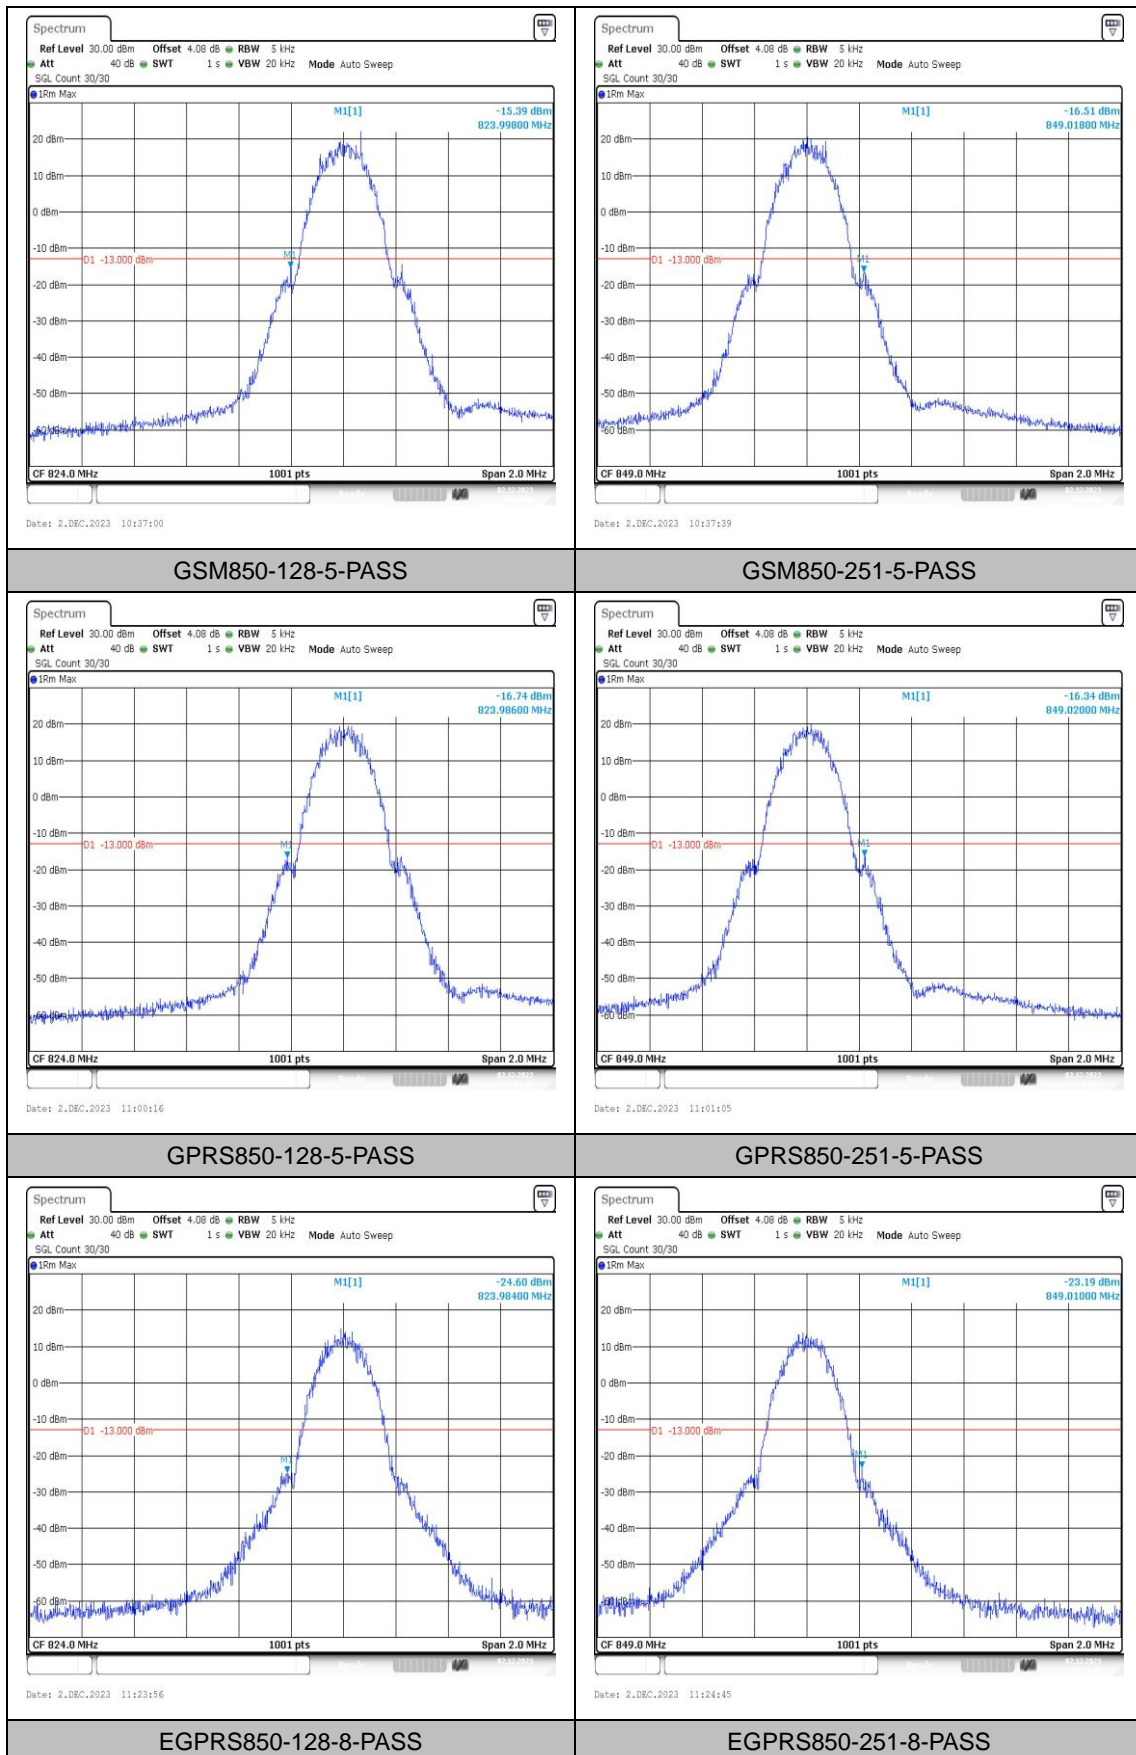 Spectrum
Ref Level 30.00 dBm Offset 4.08 dB RBW 5 kHz
Att 40 dB SWT 1 s VBW 20 kHz Mode Auto Sweep
SGL Count 30/30
1Rm Max
M1[1] -15.39 dBm
823.99800 MHz
20 dBm
10 dBm
0 dBm
-10 dBm
M1
D1 -13.000 dBm
-20 dBm
-30 dBm
-40 dBm
-50 dBm
-60 dBm
CF 824.0 MHz 1001 pts Span 2.0 MHz
Date: 2.DEC.2023 10:37:00
GSM850-128-5-PASS
Spectrum
Ref Level 30.00 dBm Offset 4.08 dB RBW 5 kHz
Att 40 dB SWT 1 s VBW 20 kHz Mode Auto Sweep
SGL Count 30/30
1Rm Max
M1[1] -16.51 dBm
849.01800 MHz
20 dBm
10 dBm
0 dBm
-10 dBm
D1 -13.000 dBm M1
-20 dBm
-30 dBm
-40 dBm
-50 dBm
-60 dBm
CF 849.0 MHz 1001 pts Span 2.0 MHz
Date: 2.DEC.2023 10:37:39
GSM850-251-5-PASS
Spectrum
Ref Level 30.00 dBm Offset 4.08 dB RBW 5 kHz
Att 40 dB SWT 1 s VBW 20 kHz Mode Auto Sweep
SGL Count 30/30
1Rm Max
M1[1] -16.74 dBm
823.98600 MHz
20 dBm
10 dBm
0 dBm
-10 dBm
D1 -13.000 dBm M1
-20 dBm
-30 dBm
-40 dBm
-50 dBm
-60 dBm
CF 824.0 MHz 1001 pts Span 2.0 MHz
Date: 2.DEC.2023 11:00:16
GPRS850-128-5-PASS
Spectrum
Ref Level 30.00 dBm Offset 4.08 dB RBW 5 kHz
Att 40 dB SWT 1 s VBW 20 kHz Mode Auto Sweep
SGL Count 30/30
1Rm Max
M1[1] -16.34 dBm
849.02000 MHz
20 dBm
10 dBm
0 dBm
-10 dBm
D1 -13.000 dBm M1
-20 dBm
-30 dBm
-40 dBm
-50 dBm
-60 dBm
CF 849.0 MHz 1001 pts Span 2.0 MHz
Date: 2.DEC.2023 11:01:05
GPRS850-251-5-PASS
Spectrum
Ref Level 30.00 dBm Offset 4.08 dB RBW 5 kHz
Att 40 dB SWT 1 s VBW 20 kHz Mode Auto Sweep
SGL Count 30/30
1Rm Max
M1[1] -24.60 dBm
823.98400 MHz
20 dBm
10 dBm
0 dBm
-10 dBm
D1 -13.000 dBm
-20 dBm
M1
-30 dBm
-40 dBm
-50 dBm
-60 dBm
CF 824.0 MHz 1001 pts Span 2.0 MHz
Date: 2.DEC.2023 11:23:56
EGPRS850-128-8-PASS
Spectrum
Ref Level 30.00 dBm Offset 4.08 dB RBW 5 kHz
Att 40 dB SWT 1 s VBW 20 kHz Mode Auto Sweep
SGL Count 30/30
1Rm Max
M1[1] -23.19 dBm
849.01000 MHz
20 dBm
10 dBm
0 dBm
-10 dBm
D1 -13.000 dBm
-20 dBm
M1
-30 dBm
-40 dBm
-50 dBm
-60 dBm
CF 849.0 MHz 1001 pts Span 2.0 MHz
Date: 2.DEC.2023 11:24:45
EGPRS850-251-8-PASS